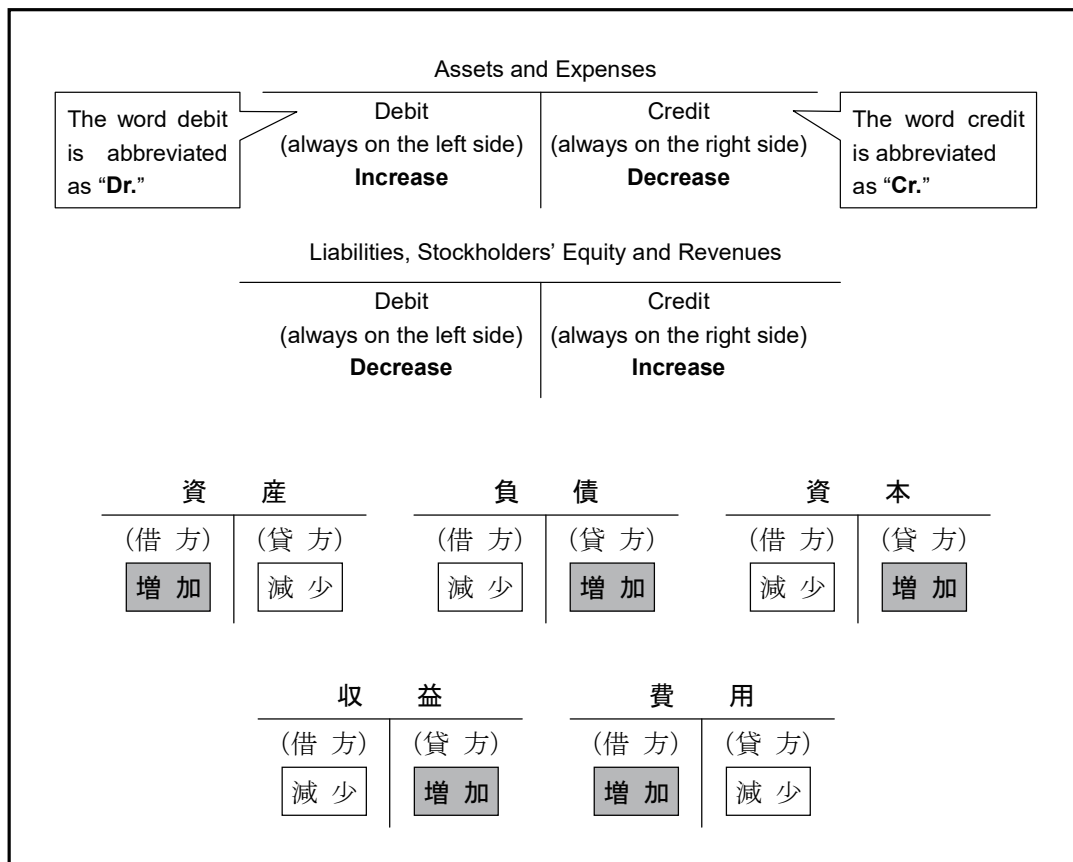 Assets and Expenses
The word debit
is abbreviated
as “Dr.”
Debit
(always on the left side)
Increase
Credit
(always on the right side)
Decrease
The word credit
is abbreviated
as “Cr.”
Liabilities, Stockholders’ Equity and Revenues
Debit
(always on the left side)
Decrease
Credit
(always on the right side)
Increase
資 産
(借 方) (貸 方)
増 加 減 少
負 債
(借 方) (貸 方)
減 少 増 加
資 本
(借 方) (貸 方)
減 少 増 加
収 益
(借 方) (貸 方)
減 少 増 加
費 用
(借 方) (貸 方)
増 加 減 少